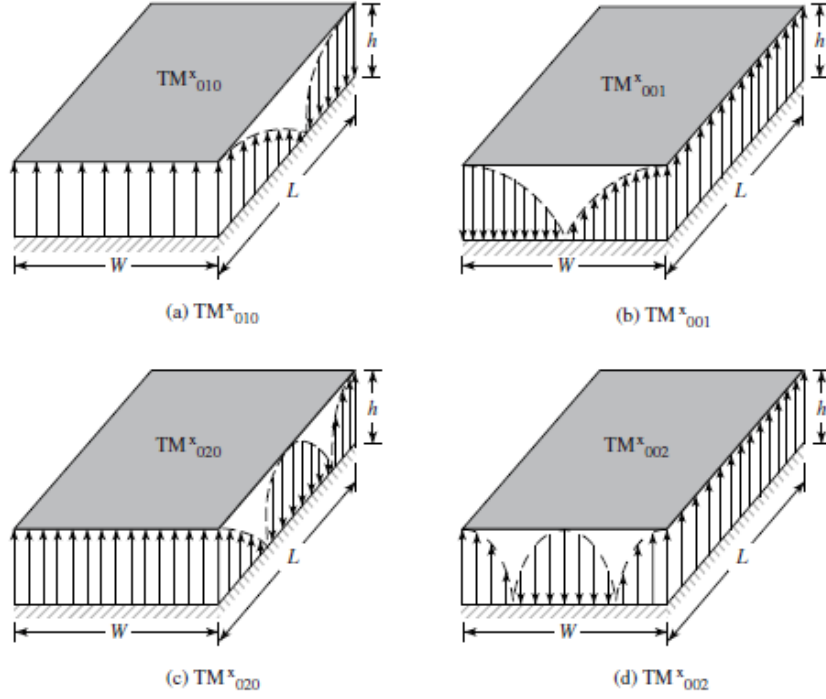 TMˣ₀₁₀
h
L
W
(a) TMˣ₀₁₀
TMˣ₀₀₁
h
L
W
(b) TMˣ₀₀₁
TMˣ₀₂₀
h
L
W
(c) TMˣ₀₂₀
TMˣ₀₀₂
h
L
W
(d) TMˣ₀₀₂